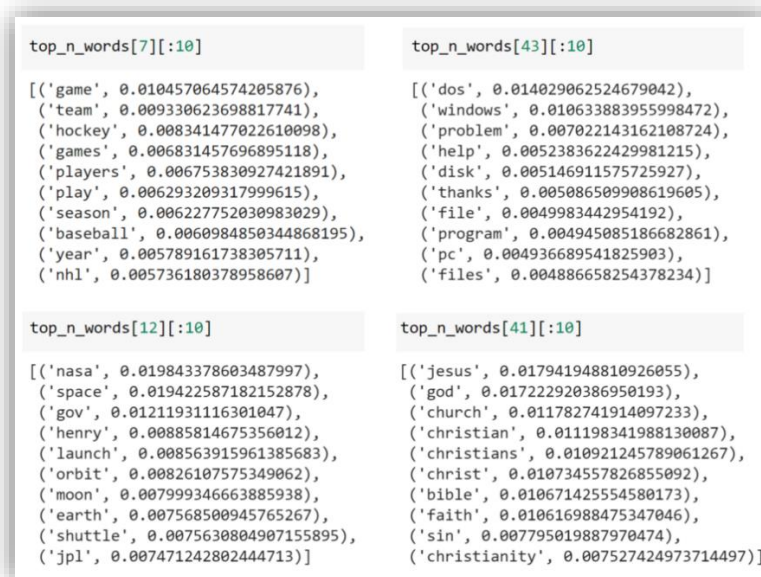 top_n_words[7][:10]
[('game', 0.010457064574205876),
('team', 0.009330623698817741),
('hockey', 0.008341477022610098),
('games', 0.006831457696895118),
('players', 0.006753830927421891),
('play', 0.006293209317999615),
('season', 0.006227752030983029),
('baseball', 0.0060984850344868195),
('year', 0.005789161738305711),
('nhl', 0.005736180378958607)]
top_n_words[43][:10]
[('dos', 0.014029062524679042),
('windows', 0.010633883955998472),
('problem', 0.007022143162108724),
('help', 0.0052383622429981215),
('disk', 0.005146911575725927),
('thanks', 0.005086509908619605),
('file', 0.0049983442954192),
('program', 0.004945085186682861),
('pc', 0.004936689541825903),
('files', 0.004886658254378234)]
top_n_words[12][:10]
[('nasa', 0.019843378603487997),
('space', 0.019422587182152878),
('gov', 0.01211931116301047),
('henry', 0.00885814675356012),
('launch', 0.008563915961385683),
('orbit', 0.00826107575349062),
('moon', 0.007999346663885938),
('earth', 0.007568500945765267),
('shuttle', 0.0075630804907155895),
('jpl', 0.007471242802444713)]
top_n_words[41][:10]
[('jesus', 0.017941948810926055),
('god', 0.017222920386950193),
('church', 0.011782741914097233),
('christian', 0.011198341988130087),
('christians', 0.010921245789061267),
('christ', 0.010734557826855092),
('bible', 0.010671425554580173),
('faith', 0.010616988475347046),
('sin', 0.007795019887970474),
('christianity', 0.007527424973714497)]